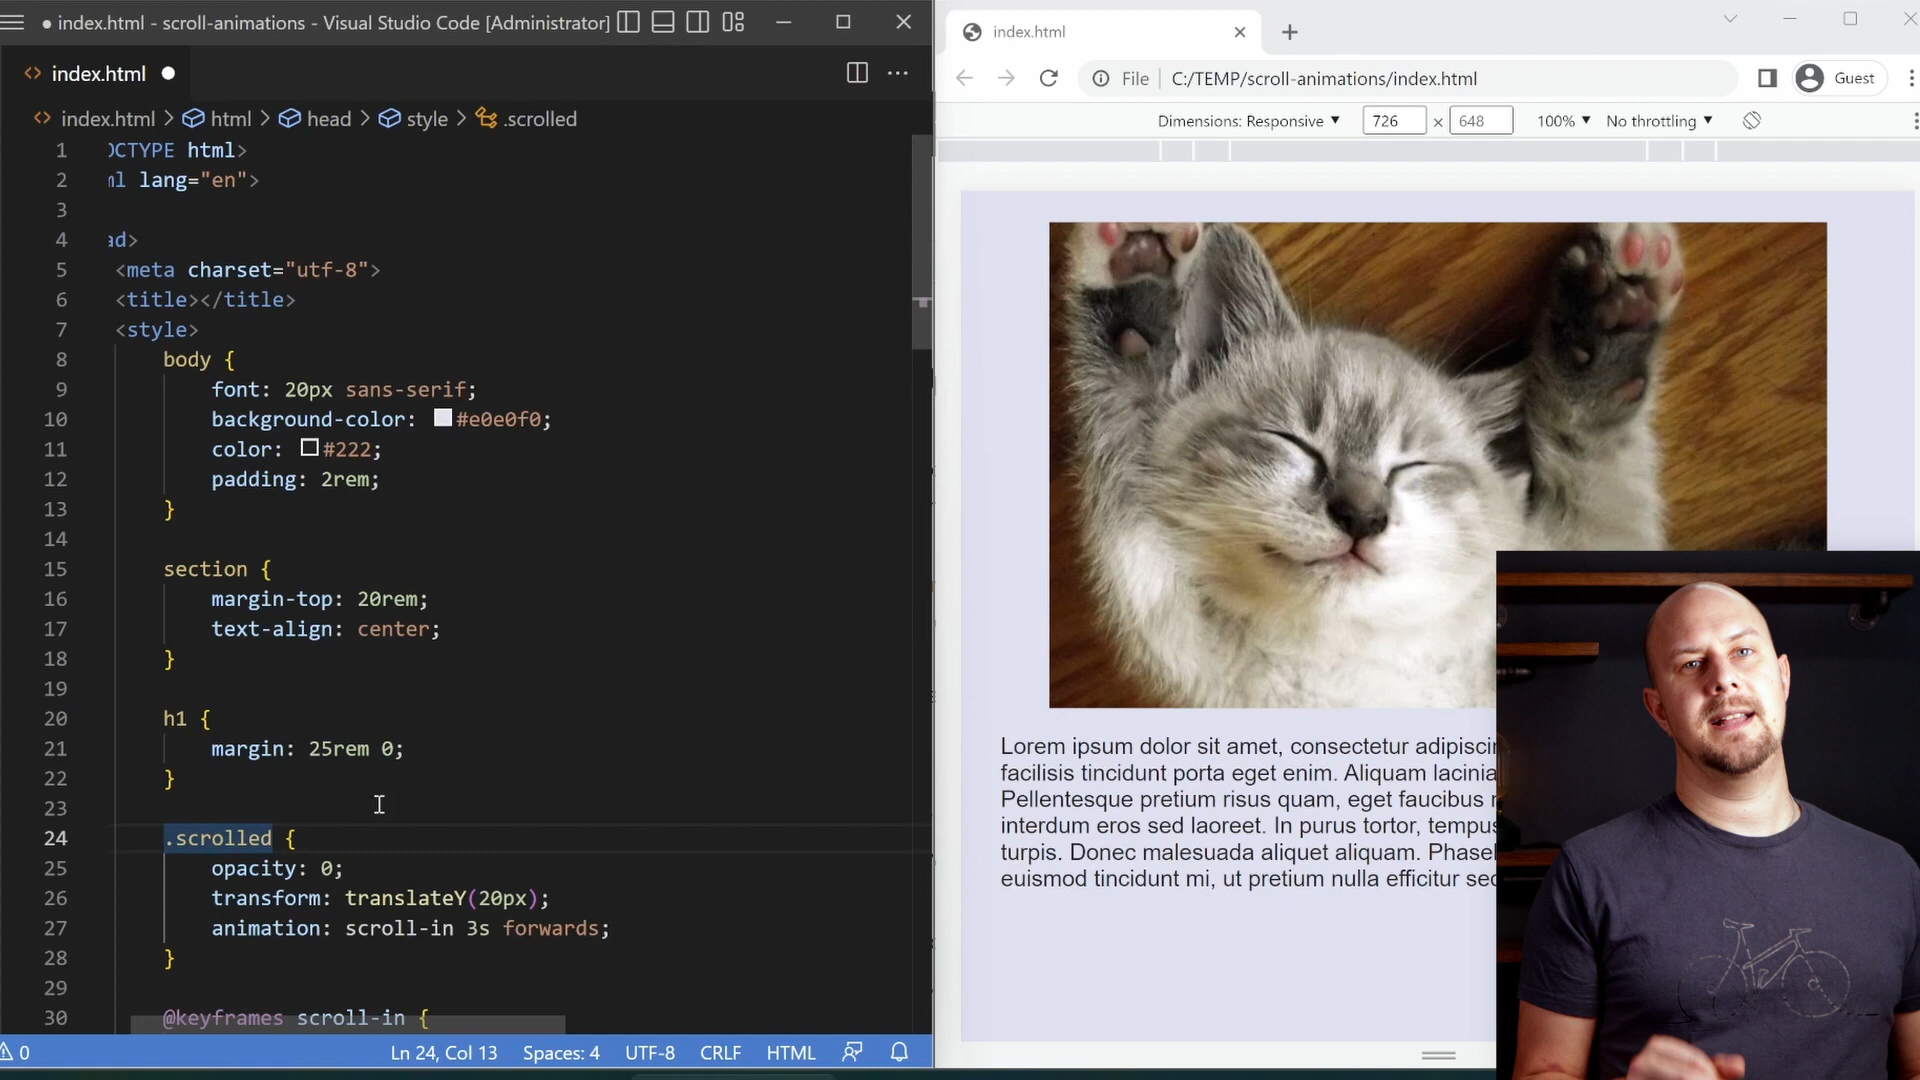 index.html - scroll-animations - Visual Studio Code [Administrator]
index.html
index.html > html > head > style > .scrolled
1 OCTYPE html>
2 ml lang="en">
3
4 ad>
5 <meta charset="utf-8">
6 <title></title>
7 <style>
8 body {
9 font: 20px sans-serif;
10 background-color: #e0e0f0;
11 color: #222;
12 padding: 2rem;
13 }
14
15 section {
16 margin-top: 20rem;
17 text-align: center;
18 }
19
20 h1 {
21 margin: 25rem 0;
22 }
23
24 .scrolled {
25 opacity: 0;
26 transform: translateY(20px);
27 animation: scroll-in 3s forwards;
28 }
29
30 @keyframes scroll-in {
0 Ln 24, Col 13 Spaces: 4 UTF-8 CRLF HTML
index.html
File C:/TEMP/scroll-animations/index.html Guest
Dimensions: Responsive 726 × 648 100% No throttling
Lorem ipsum dolor sit amet, consectetur adipiscin
facilisis tincidunt porta eget enim. Aliquam lacinia
Pellentesque pretium risus quam, eget faucibus
interdum eros sed laoreet. In purus tortor, tempus
turpis. Donec malesuada aliquet aliquam. Phasel
euismod tincidunt mi, ut pretium nulla efficitur sed